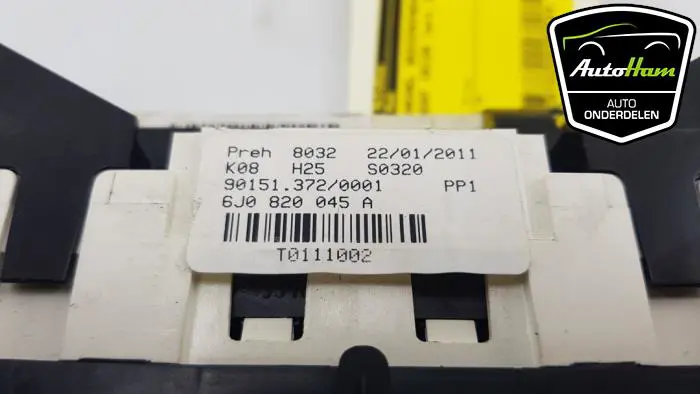 AutoHam
AUTO
ONDERDELEN
Preh 8032 22/01/2011
K08 H25 S0320
90151.372/0001 PP1
6J0 820 045 A
T0111002